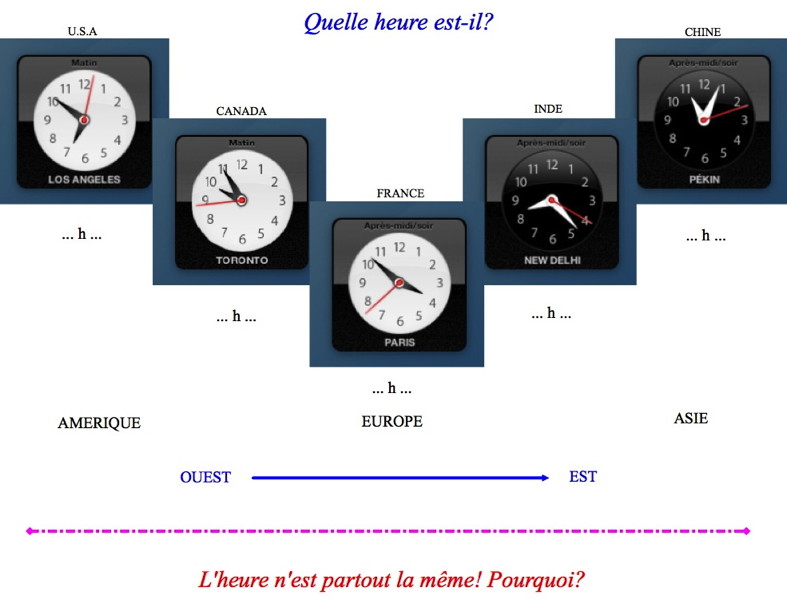 Quelle heure est-il?
U.S.A
Matin
12 1 2 3 4 5 6 7 8 9 10 11
LOS ANGELES
... h ...
CANADA
Matin
12 1 2 3 4 5 6 7 8 9 10 11
TORONTO
... h ...
FRANCE
Après-midi/soir
12 1 2 3 4 5 6 7 8 9 10 11
PARIS
... h ...
INDE
Après-midi/soir
12 1 2 3 4 5 6 7 8 9 10 11
NEW DELHI
... h ...
CHINE
Après-midi/soir
12 1 2 3 4 5 6 7 8 9 10 11
PÉKIN
... h ...
AMERIQUE
EUROPE
ASIE
OUEST
EST
L'heure n'est partout la même! Pourquoi?